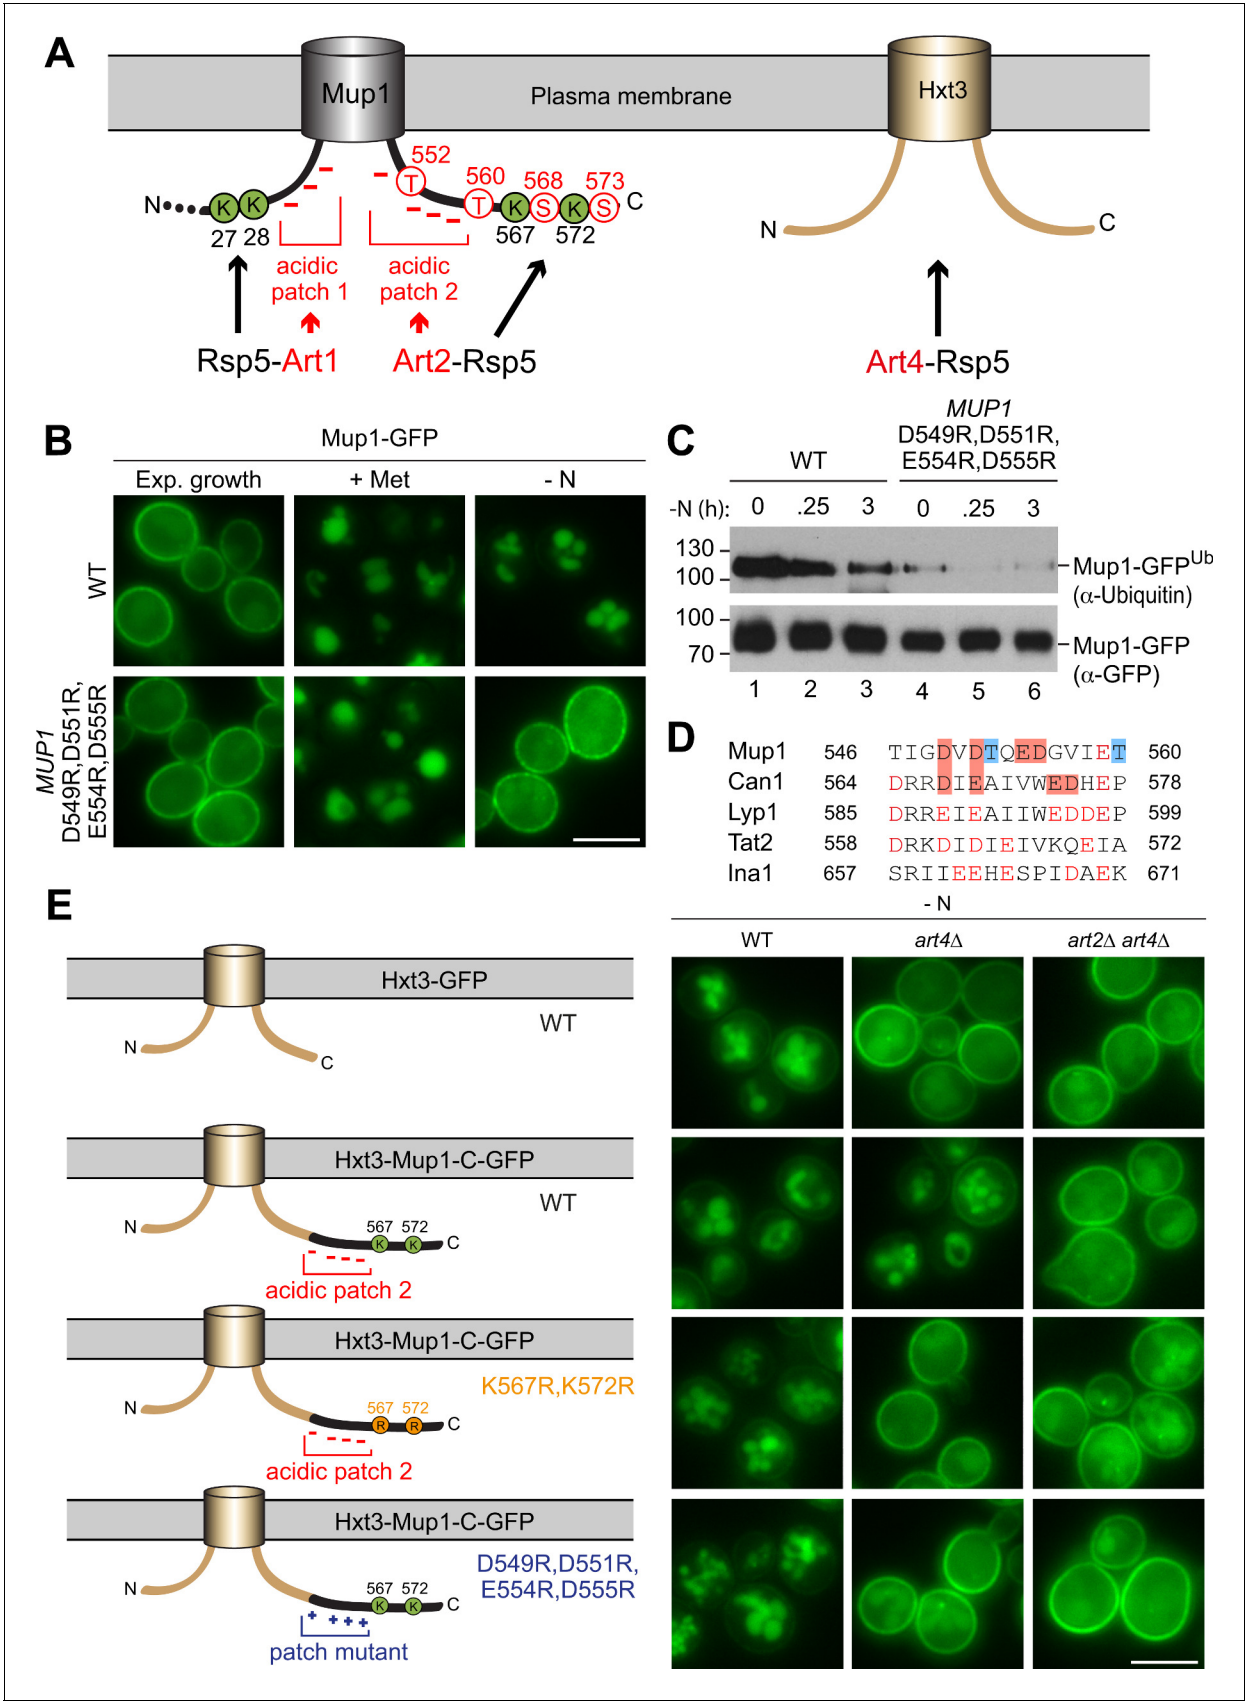 A
Mup1
Plasma membrane
Hxt3
N
K
K
27
28
552
T
560
T
K
567
568
S
K
572
573
S
C
N
C
acidic
patch 1
acidic
patch 2
Rsp5-Art1
Art2-Rsp5
Art4-Rsp5
B
Mup1-GFP
Exp. growth
+ Met
- N
WT
MUP1
D549R,D551R,
E554R,D555R
C
WT
MUP1
D549R,D551R,
E554R,D555R
-N (h):
0
.25
3
0
.25
3
130
100
Mup1-GFPUb
(α-Ubiquitin)
100
70
Mup1-GFP
(α-GFP)
1
2
3
4
5
6
D
Mup1 546 TIGDVDTQEDGVIET 560
Can1 564 DRRDIEAIVWEDHEP 578
Lyp1 585 DRREIEAIIWEDDEP 599
Tat2 558 DRKDIDIEIVKQEIA 572
Ina1 657 SRIIEEHESPIDAEK 671
E
- N
WT
art4Δ
art2Δ art4Δ
Hxt3-GFP
WT
N
C
Hxt3-Mup1-C-GFP
WT
N
567
572
K
K
C
acidic patch 2
Hxt3-Mup1-C-GFP
K567R,K572R
N
567
572
R
R
C
acidic patch 2
Hxt3-Mup1-C-GFP
D549R,D551R,
E554R,D555R
N
567
572
K
K
C
patch mutant